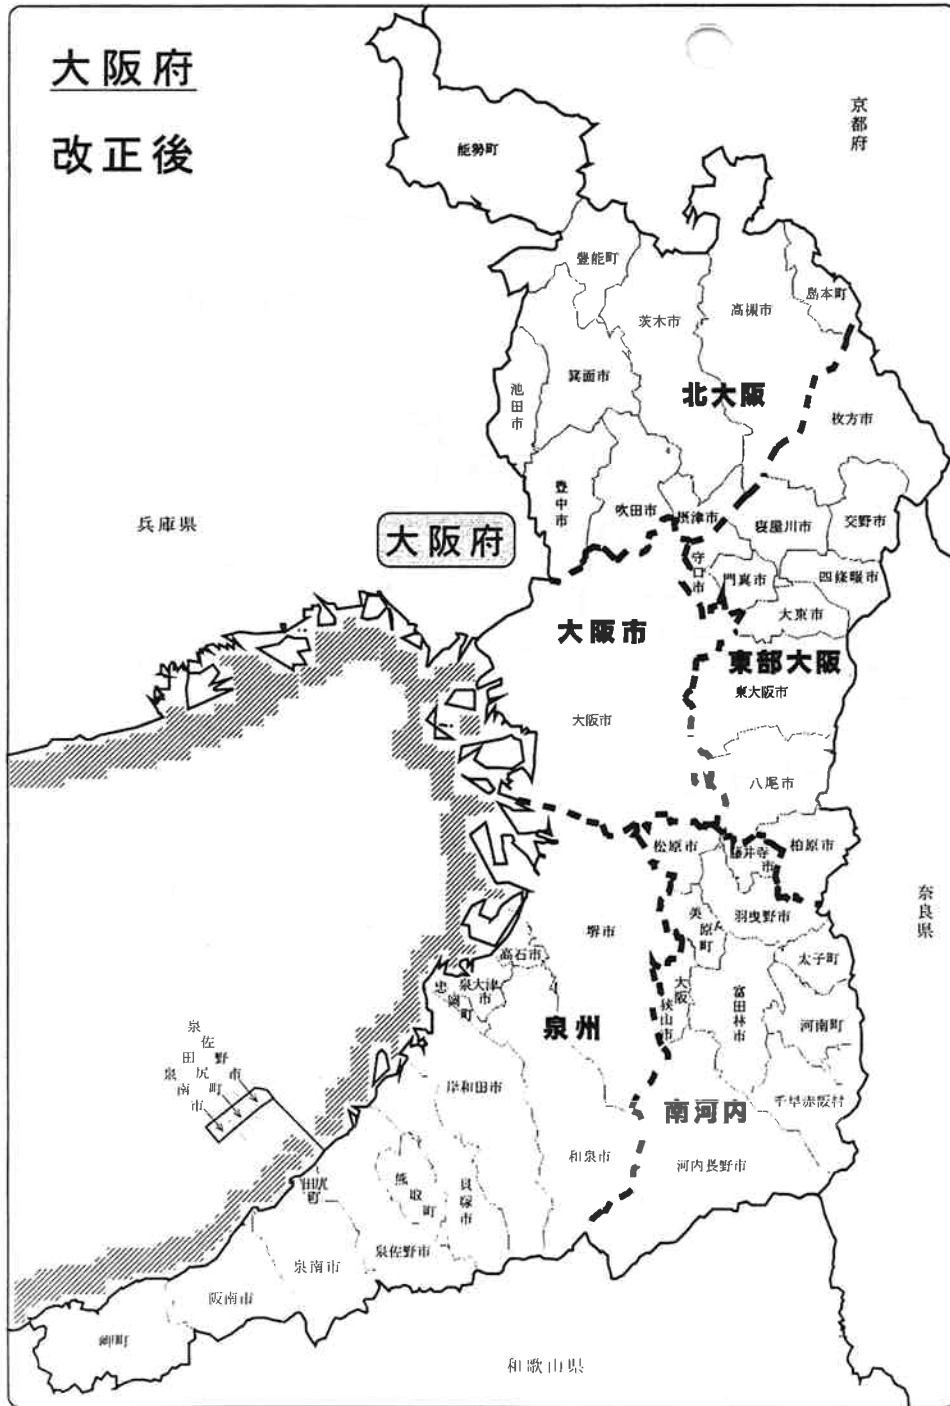 大阪府
改正後
京都府
能勢町
豊能町
島本町
高槻市
茨木市
箕面市
池田市
北大阪
枚方市
豊中市
吹田市
摂津市
寝屋川市
交野市
兵庫県
大阪府
守口市
門真市
四條畷市
大東市
大阪市
東部大阪
東大阪市
大阪市
八尾市
松原市
藤井寺市
柏原市
奈良県
堺市
美原町
羽曳野市
高石市
太子町
泉大津市
忠岡町
大阪狭山市
富田林市
泉州
河南町
泉佐野市
田尻町
泉南市
岸和田市
南河内
千早赤阪村
和泉市
河内長野市
田尻町
熊取町
貝塚市
泉佐野市
泉南市
阪南市
岬町
和歌山県